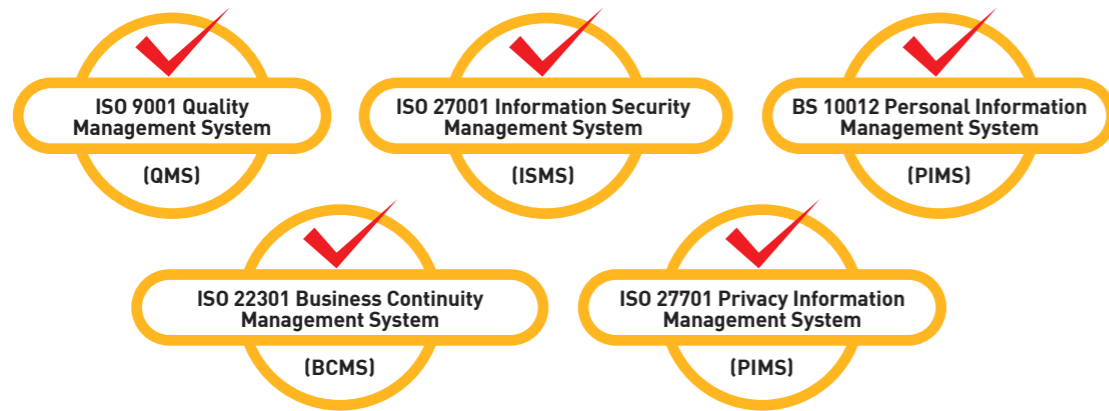 ISO 9001 Quality
Management System
(QMS)
ISO 27001 Information Security
Management System
(ISMS)
BS 10012 Personal Information
Management System
(PIMS)
ISO 22301 Business Continuity
Management System
(BCMS)
ISO 27701 Privacy Information
Management System
(PIMS)